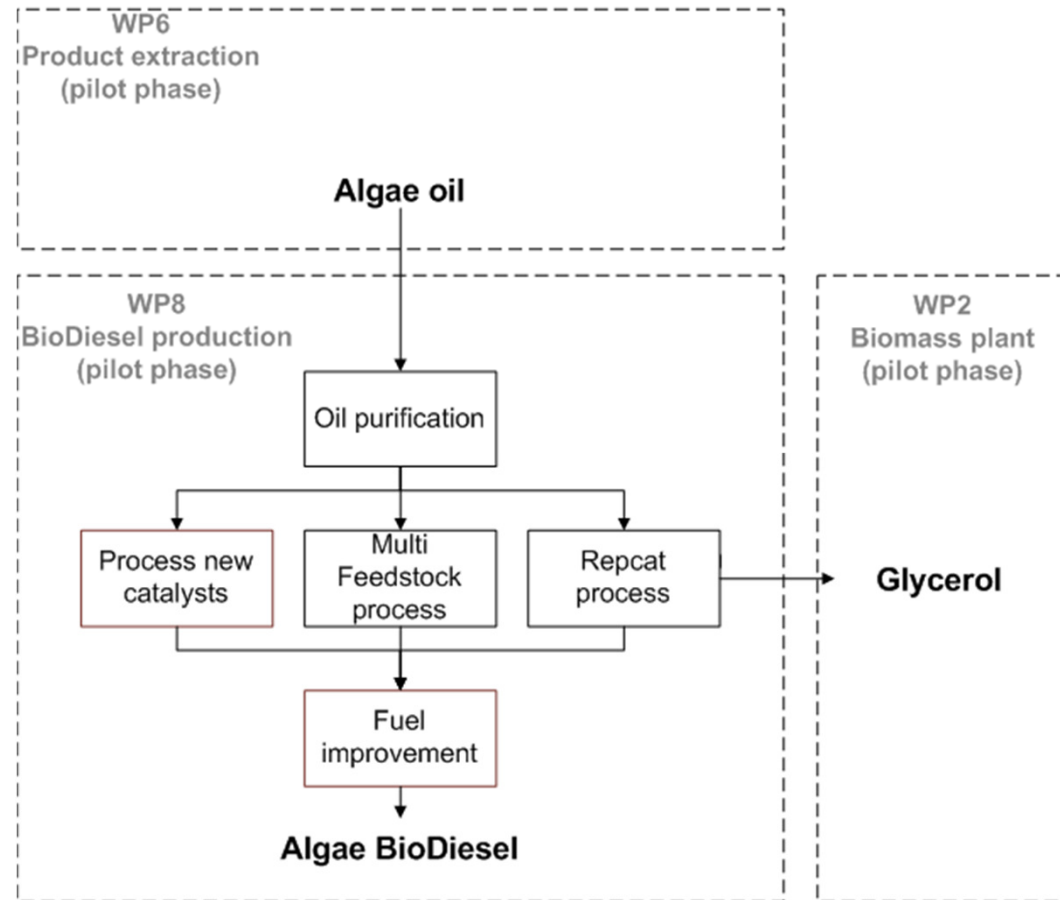 WP6
Product extraction
(pilot phase)
Algae oil
WP8
BioDiesel production
(pilot phase)
WP2
Biomass plant
(pilot phase)
Oil purification
Process new
catalysts
Multi
Feedstock
process
Repcat
process
Glycerol
Fuel
improvement
Algae BioDiesel